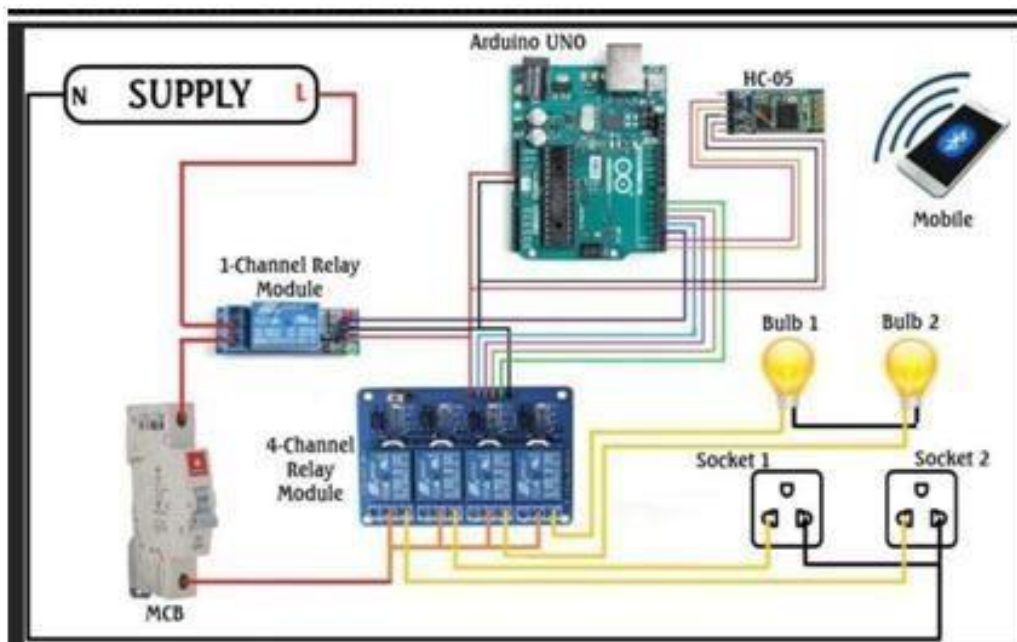 Arduino UNO
HC-05
N SUPPLY L
Mobile
1-Channel Relay
Module
Bulb 1
Bulb 2
4-Channel
Relay
Module
Socket 1
Socket 2
MCB